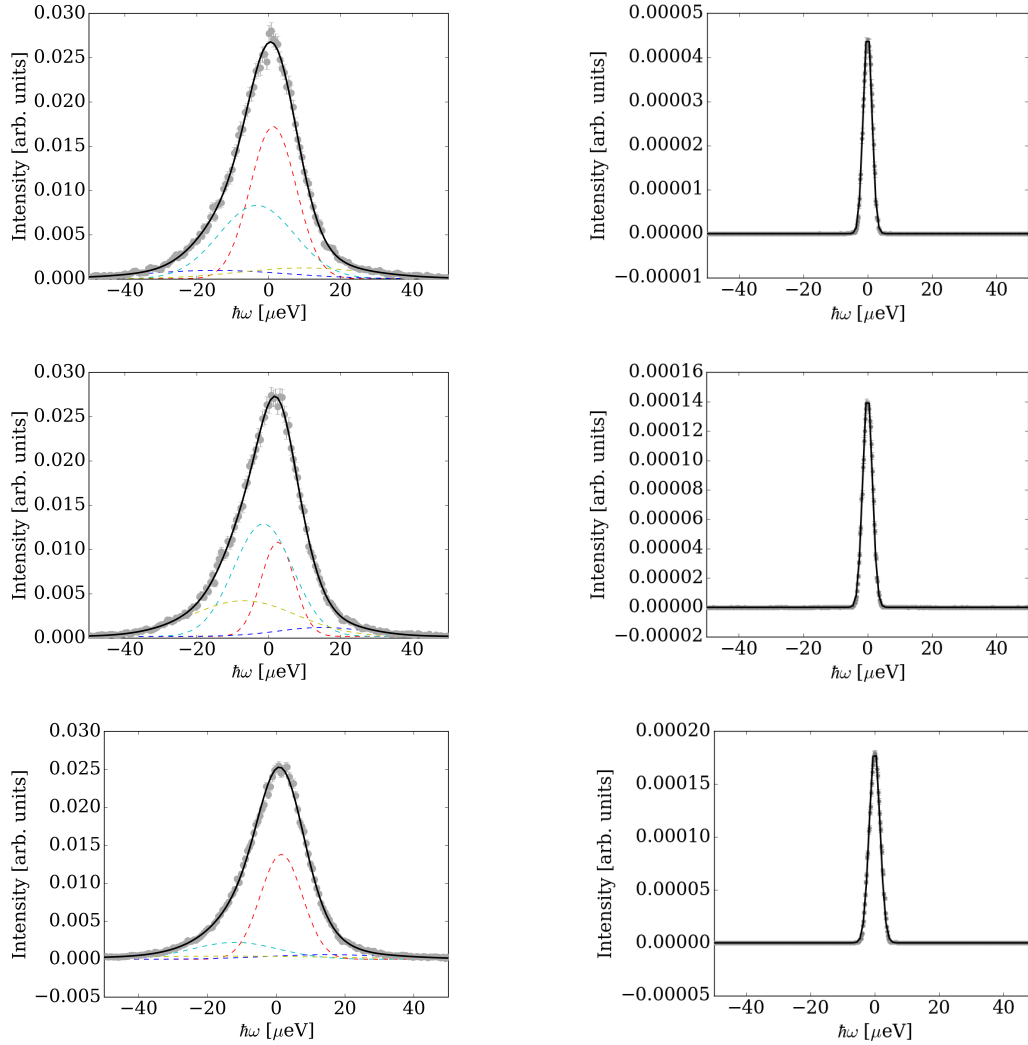 0.030
0.025
0.020
0.015
0.010
0.005
0.000
Intensity [arb. units]
−40 −20 0 20 40
ħω [μeV]
0.00005
0.00004
0.00003
0.00002
0.00001
0.00000
−0.00001
Intensity [arb. units]
−40 −20 0 20 40
ħω [μeV]
0.030
0.025
0.020
0.015
0.010
0.005
0.000
Intensity [arb. units]
−40 −20 0 20 40
ħω [μeV]
0.00016
0.00014
0.00012
0.00010
0.00008
0.00006
0.00004
0.00002
0.00000
−0.00002
Intensity [arb. units]
−40 −20 0 20 40
ħω [μeV]
0.030
0.025
0.020
0.015
0.010
0.005
0.000
−0.005
Intensity [arb. units]
−40 −20 0 20 40
ħω [μeV]
0.00020
0.00015
0.00010
0.00005
0.00000
−0.00005
Intensity [arb. units]
−40 −20 0 20 40
ħω [μeV]